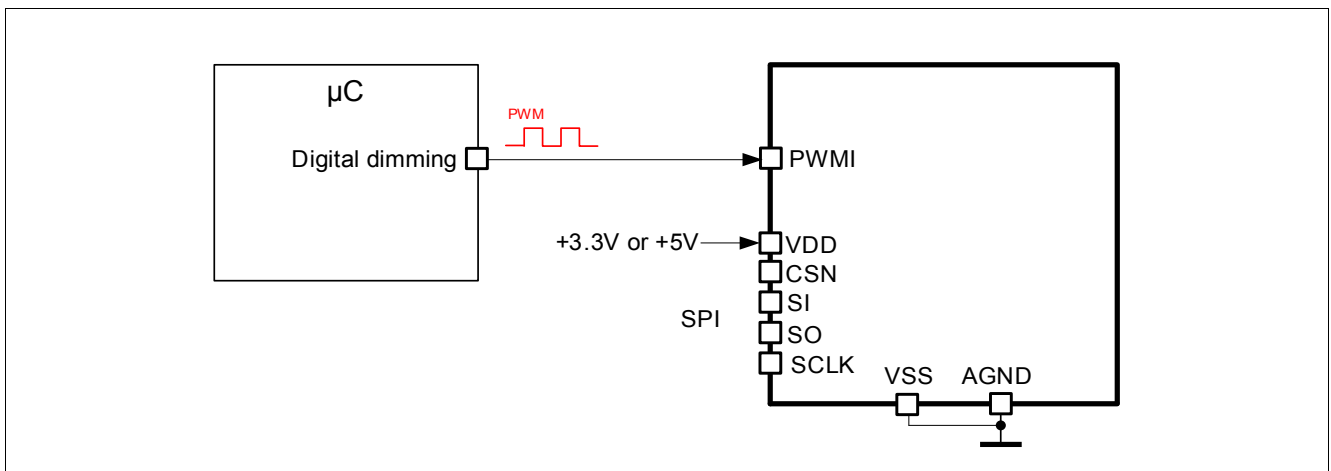 µC
PWM
Digital dimming
PWMI
+3.3V or +5V
VDD
CSN
SI
SPI
SO
SCLK
VSS AGND